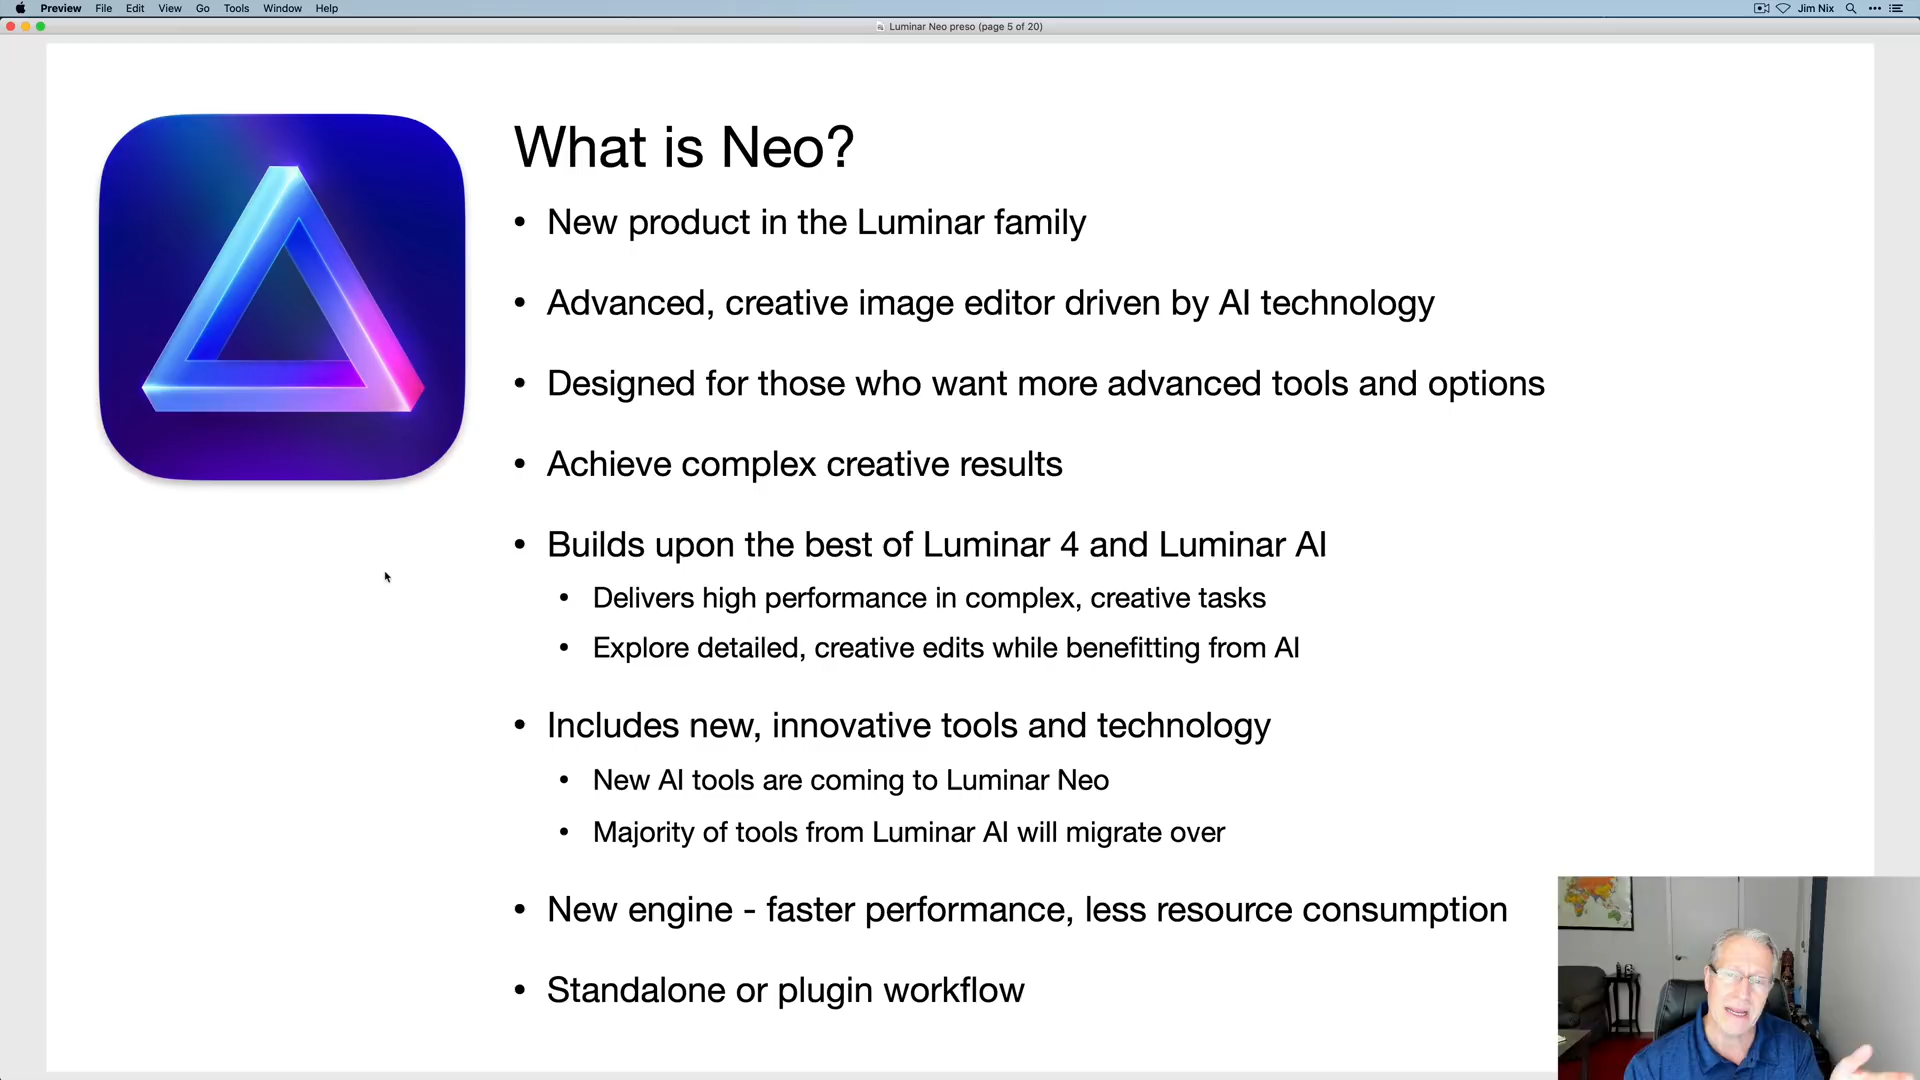 Preview File Edit View Go Tools Window Help Jim Nix
Luminar Neo preso (page 5 of 20)
What is Neo?
• New product in the Luminar family
• Advanced, creative image editor driven by AI technology
• Designed for those who want more advanced tools and options
• Achieve complex creative results
• Builds upon the best of Luminar 4 and Luminar AI
• Delivers high performance in complex, creative tasks
• Explore detailed, creative edits while benefitting from AI
• Includes new, innovative tools and technology
• New AI tools are coming to Luminar Neo
• Majority of tools from Luminar AI will migrate over
• New engine - faster performance, less resource consumption
• Standalone or plugin workflow